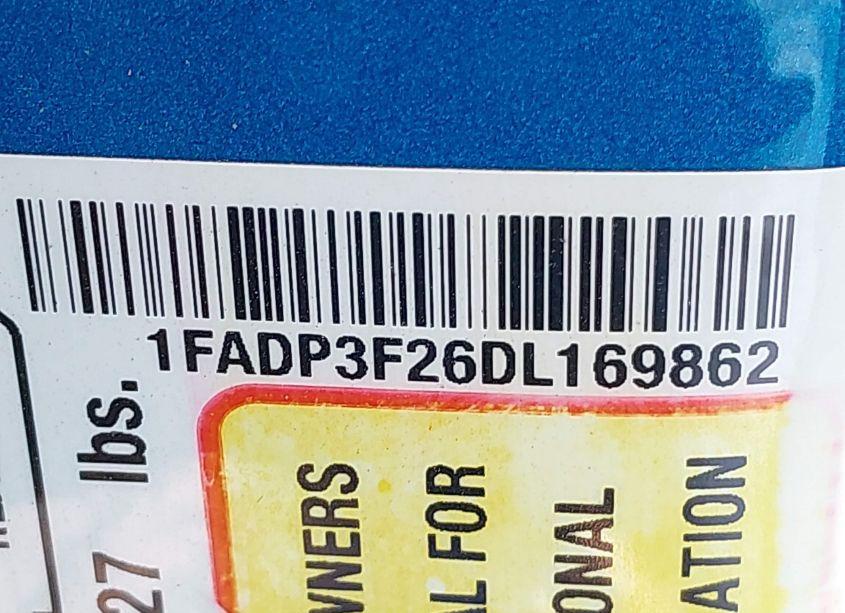 1FADP3F26DL169862
lbs.
27
WNERS
AL FOR
ONAL
ATION